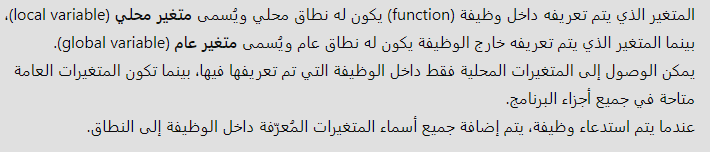 المتغير الذي يتم تعريفه داخل وظيفة (function) يكون له نطاق محلي ويُسمى متغير محلي (local variable)،
بينما المتغير الذي يتم تعريفه خارج الوظيفة يكون له نطاق عام ويُسمى متغير عام (global variable).
يمكن الوصول إلى المتغيرات المحلية فقط داخل الوظيفة التي تم تعريفها فيها، بينما تكون المتغيرات العامة
متاحة في جميع أجزاء البرنامج.
عندما يتم استدعاء وظيفة، يتم إضافة جميع أسماء المتغيرات المُعرّفة داخل الوظيفة إلى النطاق.